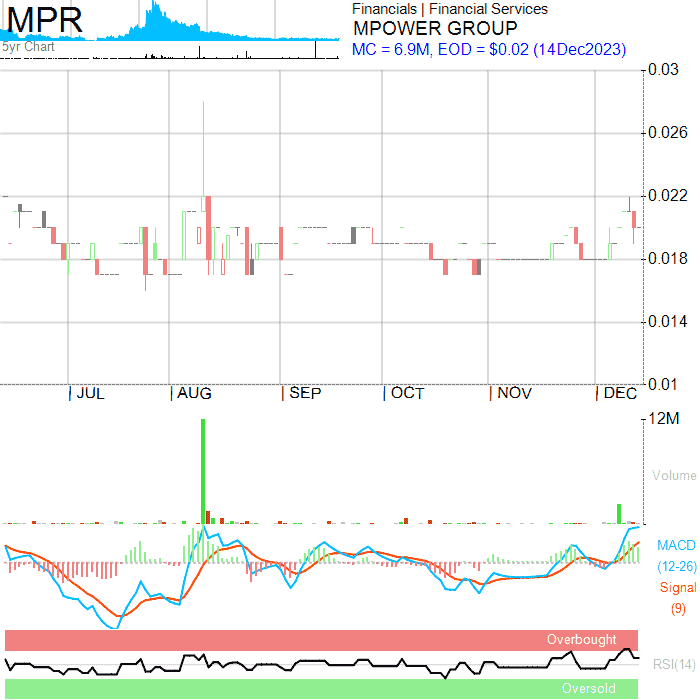 MPR
5yr Chart
Financials | Financial Services
MPOWER GROUP
MC = 6.9M, EOD = $0.02 (14Dec2023)
0.03
0.026
0.022
0.018
0.014
0.01
JUL
AUG
SEP
OCT
NOV
DEC
12M
Volume
MACD
(12-26)
Signal
(9)
Overbought
RSI(14)
Oversold